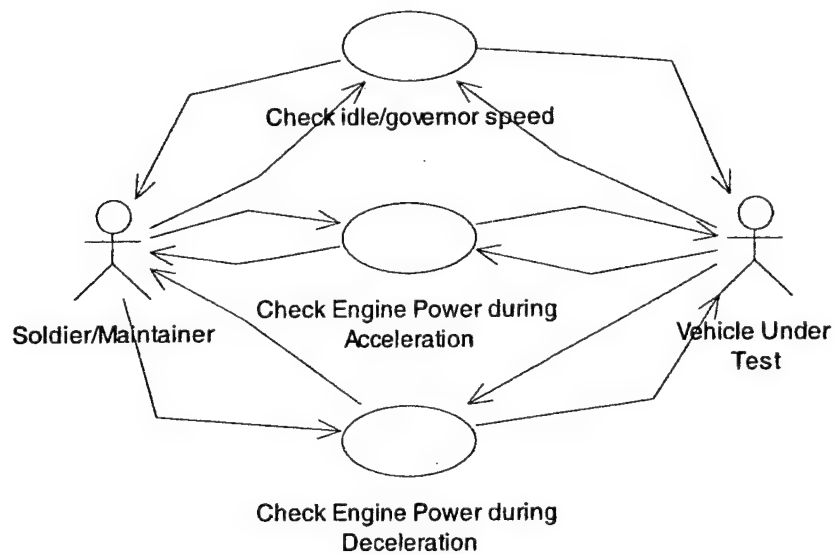 Check idle/governor speed
Soldier/Maintainer
Check Engine Power during
Acceleration
Vehicle Under
Test
Check Engine Power during
Deceleration